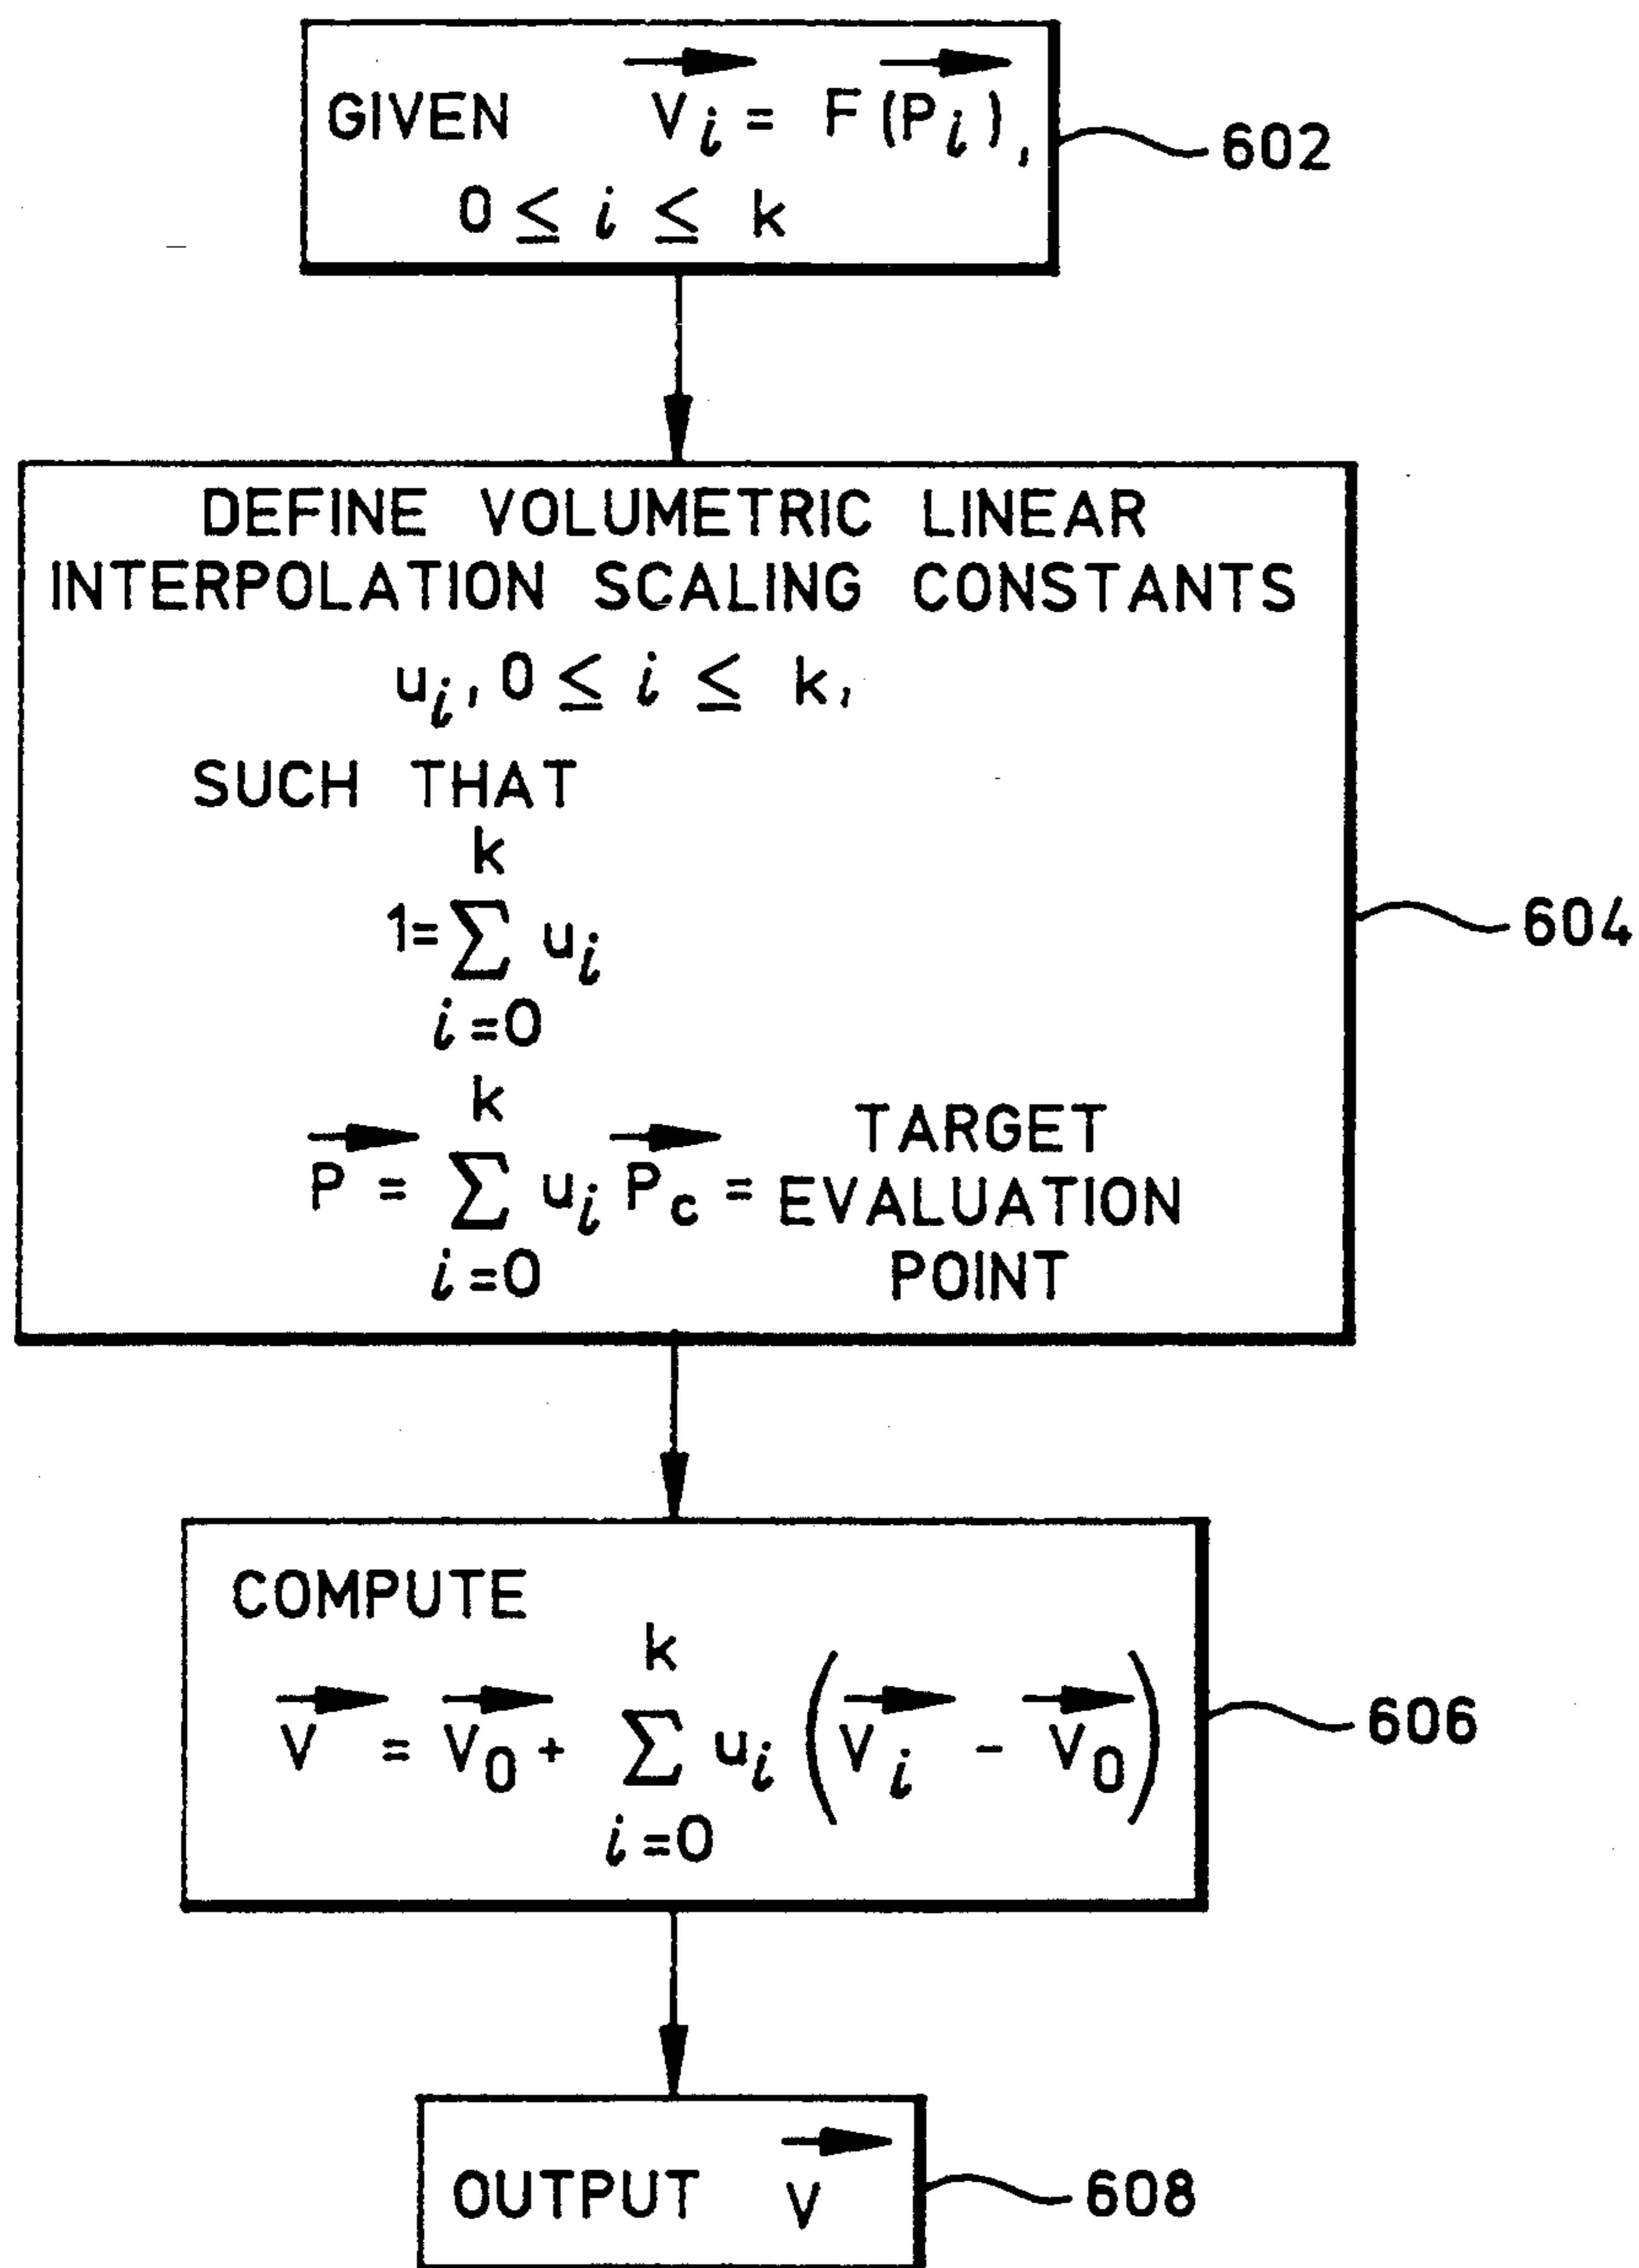 GIVEN V⃗i = F(P⃗i),
0 ≤ i ≤ k
602
DEFINE VOLUMETRIC LINEAR
INTERPOLATION SCALING CONSTANTS
ui, 0 ≤ i ≤ k,
SUCH THAT
k
1= ∑ ui
i=0
k
P⃗ = ∑ ui P⃗c = TARGET EVALUATION POINT
i=0
604
COMPUTE
k
V⃗ = V⃗0 + ∑ ui (V⃗i - V⃗0)
i=0
606
OUTPUT V⃗
608